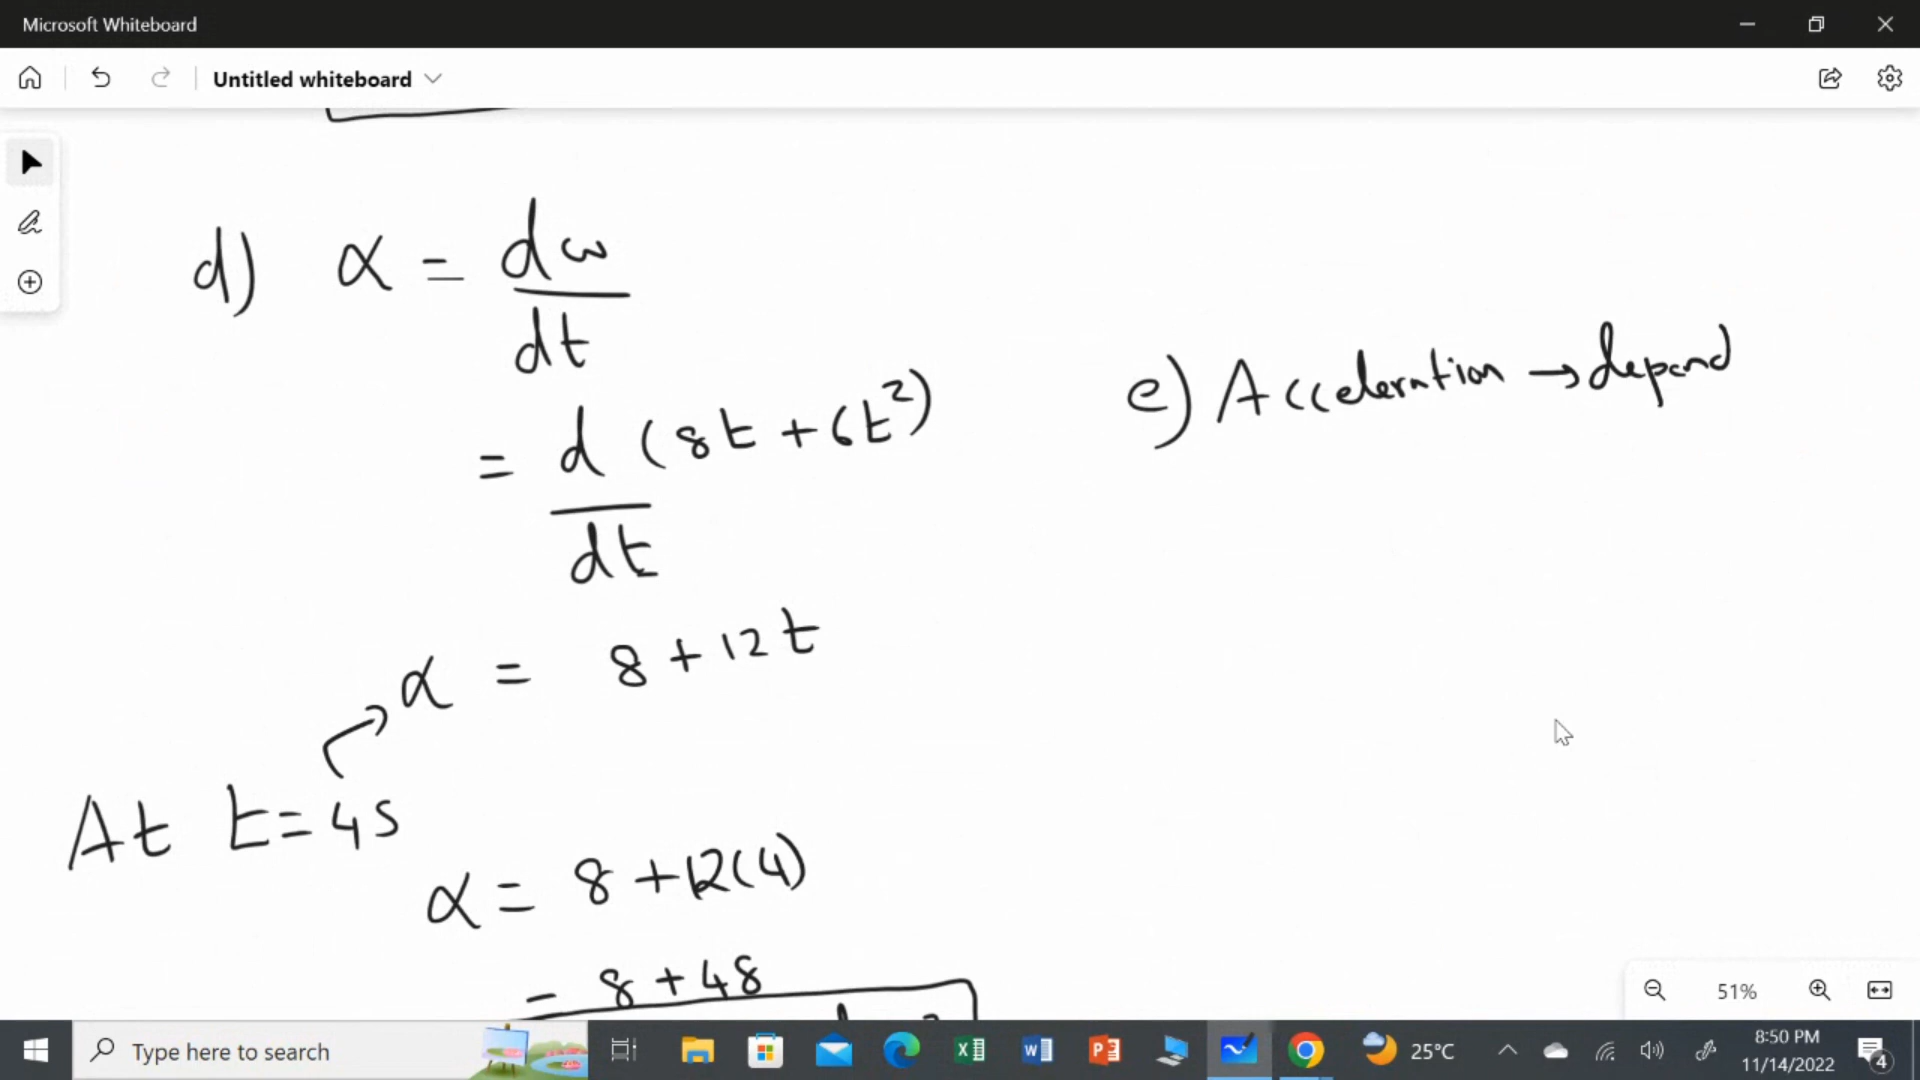 Microsoft Whiteboard
Untitled whiteboard
d) α = dω
dt
= d (8t + 6t²)
dt
α = 8 + 12t
At t = 4s
α = 8 + 12(4)
= 8 + 48
e) Acceleration → depend
51%
Type here to search
25°C
8:50 PM
11/14/2022
4